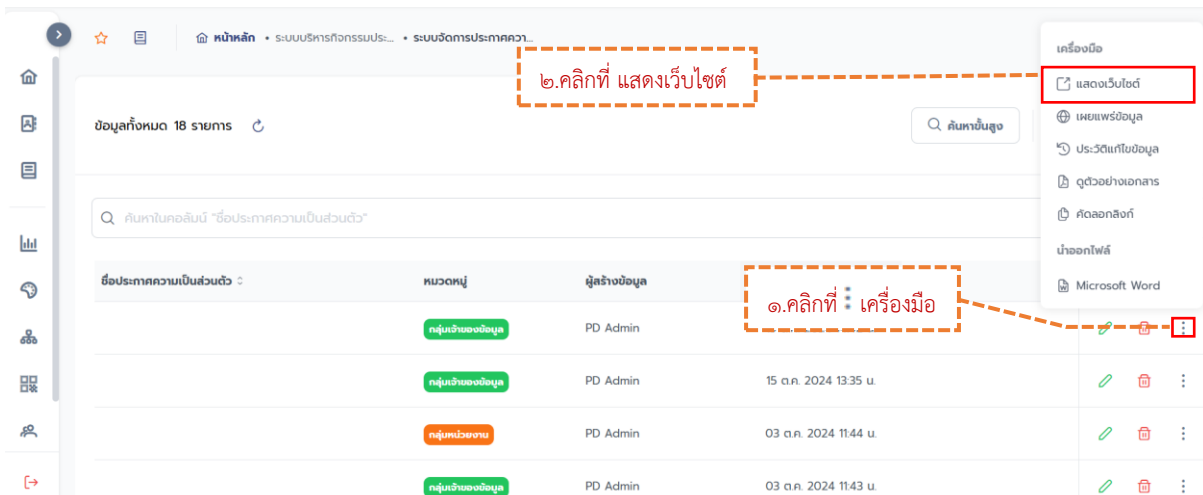 หน้าหลัก • ระบบบริหารกิจกรรมประ... • ระบบจัดการประกาศควา...
เครื่องมือ
๒.คลิกที่ แสดงเว็บไซต์
แสดงเว็บไซต์
เผยแพร่ข้อมูล
ข้อมูลทั้งหมด 18 รายการ
ค้นหาขั้นสูง
ประวัติแก้ไขข้อมูล
ดูตัวอย่างเอกสาร
คัดลอกลิงก์
ค้นหาในคอลัมน์ "ชื่อประกาศความเป็นส่วนตัว"
นำออกไฟล์
Microsoft Word
ชื่อประกาศความเป็นส่วนตัว หมวดหมู่ ผู้สร้างข้อมูล
๑.คลิกที่ ⋮ เครื่องมือ
กลุ่มเจ้าของข้อมูล PD Admin
กลุ่มเจ้าของข้อมูล PD Admin 15 ต.ค. 2024 13:35 น.
กลุ่มหน่วยงาน PD Admin 03 ต.ค. 2024 11:44 น.
กลุ่มเจ้าของข้อมูล PD Admin 03 ต.ค. 2024 11:43 น.